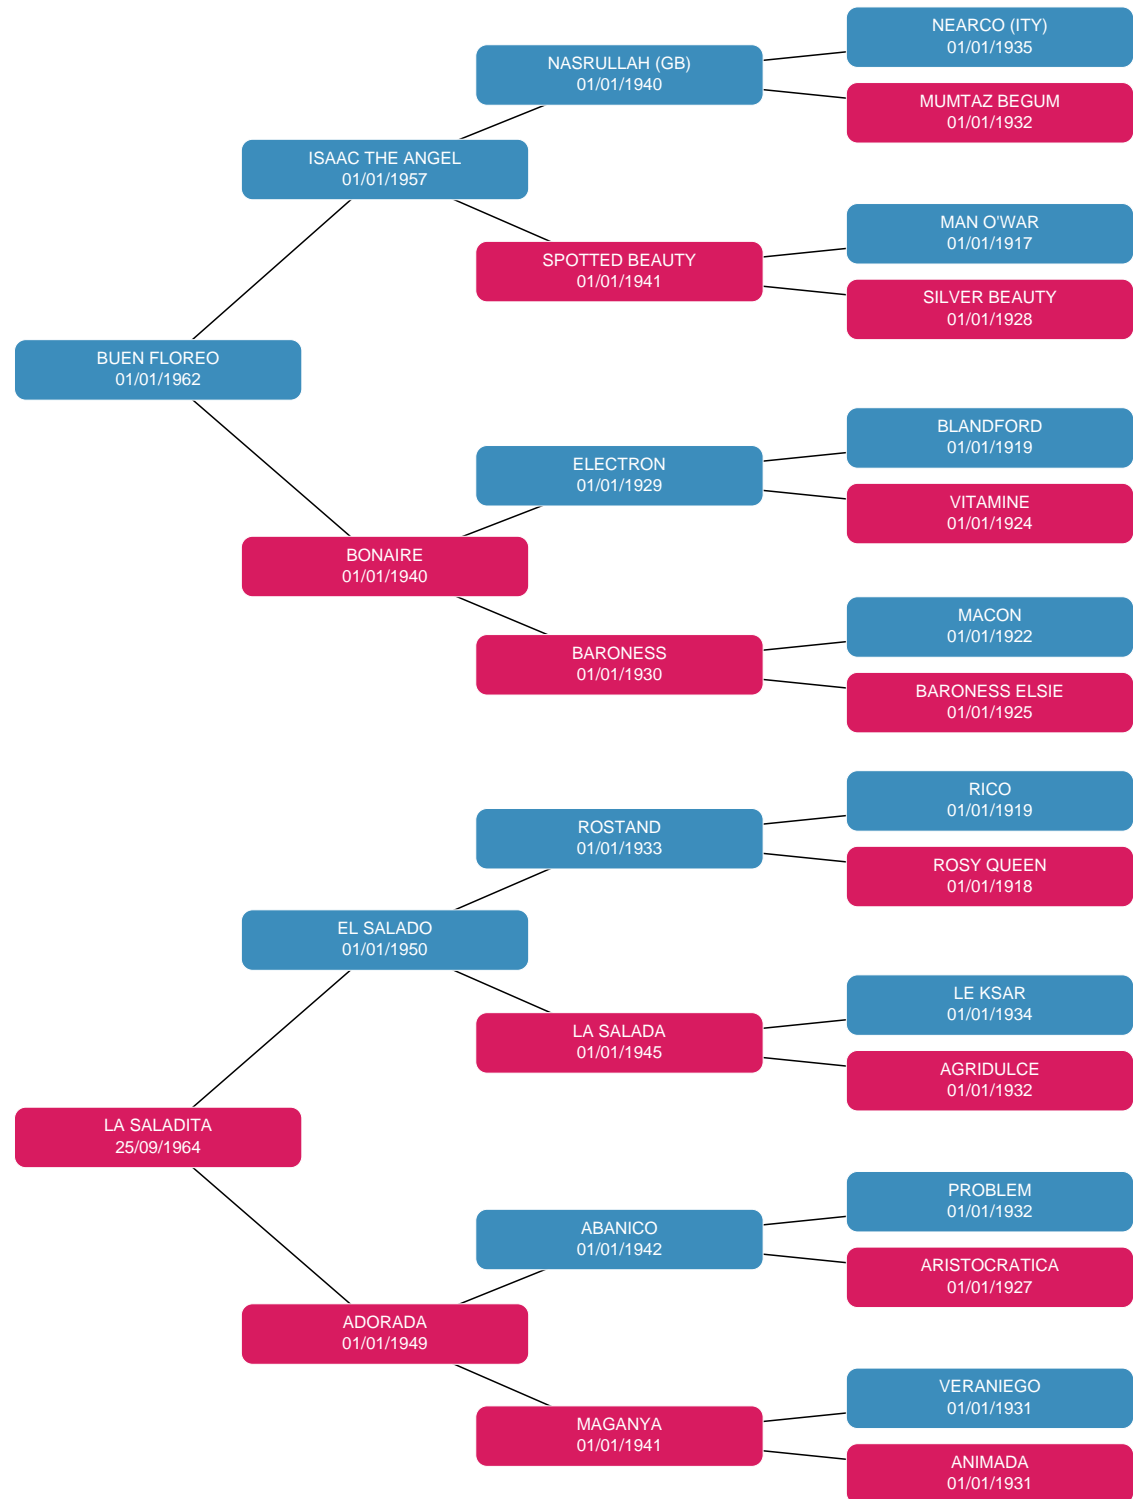 NEARCO (ITY)
01/01/1935
NASRULLAH (GB)
01/01/1940
MUMTAZ BEGUM
01/01/1932
ISAAC THE ANGEL
01/01/1957
MAN O'WAR
01/01/1917
SPOTTED BEAUTY
01/01/1941
SILVER BEAUTY
01/01/1928
BUEN FLOREO
01/01/1962
BLANDFORD
01/01/1919
ELECTRON
01/01/1929
VITAMINE
01/01/1924
BONAIRE
01/01/1940
MACON
01/01/1922
BARONESS
01/01/1930
BARONESS ELSIE
01/01/1925
RICO
01/01/1919
ROSTAND
01/01/1933
ROSY QUEEN
01/01/1918
EL SALADO
01/01/1950
LE KSAR
01/01/1934
LA SALADA
01/01/1945
AGRIDULCE
01/01/1932
LA SALADITA
25/09/1964
PROBLEM
01/01/1932
ABANICO
01/01/1942
ARISTOCRATICA
01/01/1927
ADORADA
01/01/1949
VERANIEGO
01/01/1931
MAGANYA
01/01/1941
ANIMADA
01/01/1931